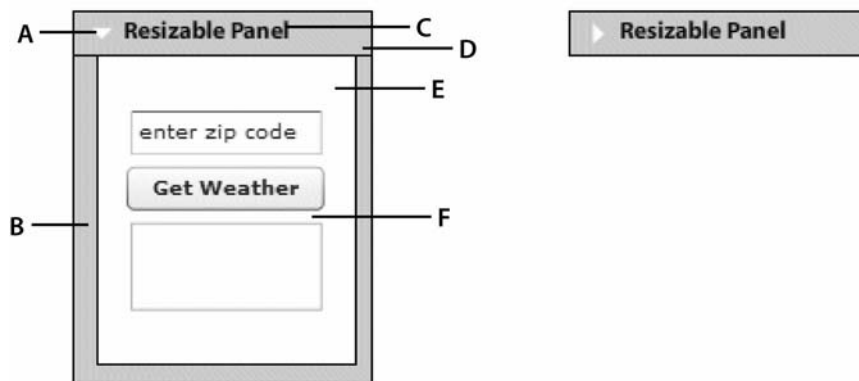 A
Resizable Panel
C
Resizable Panel
D
E
enter zip code
Get Weather
B
F